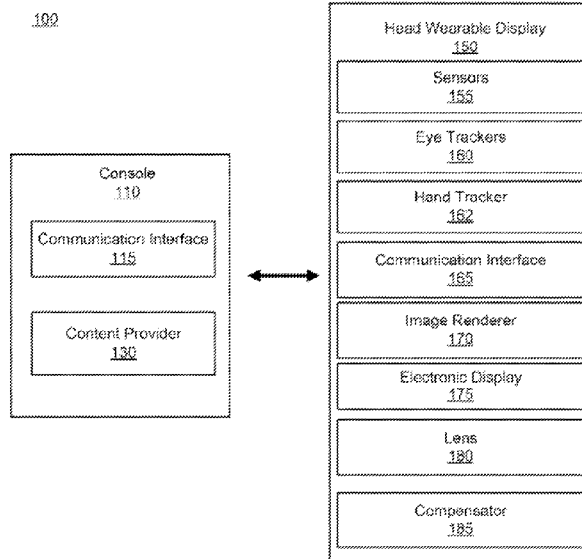 100
Console
110
Communication Interface
115
Content Provider
130
Head Wearable Display
150
Sensors
155
Eye Trackers
160
Hand Tracker
162
Communication Interface
165
Image Renderer
170
Electronic Display
175
Lens
180
Compensator
185